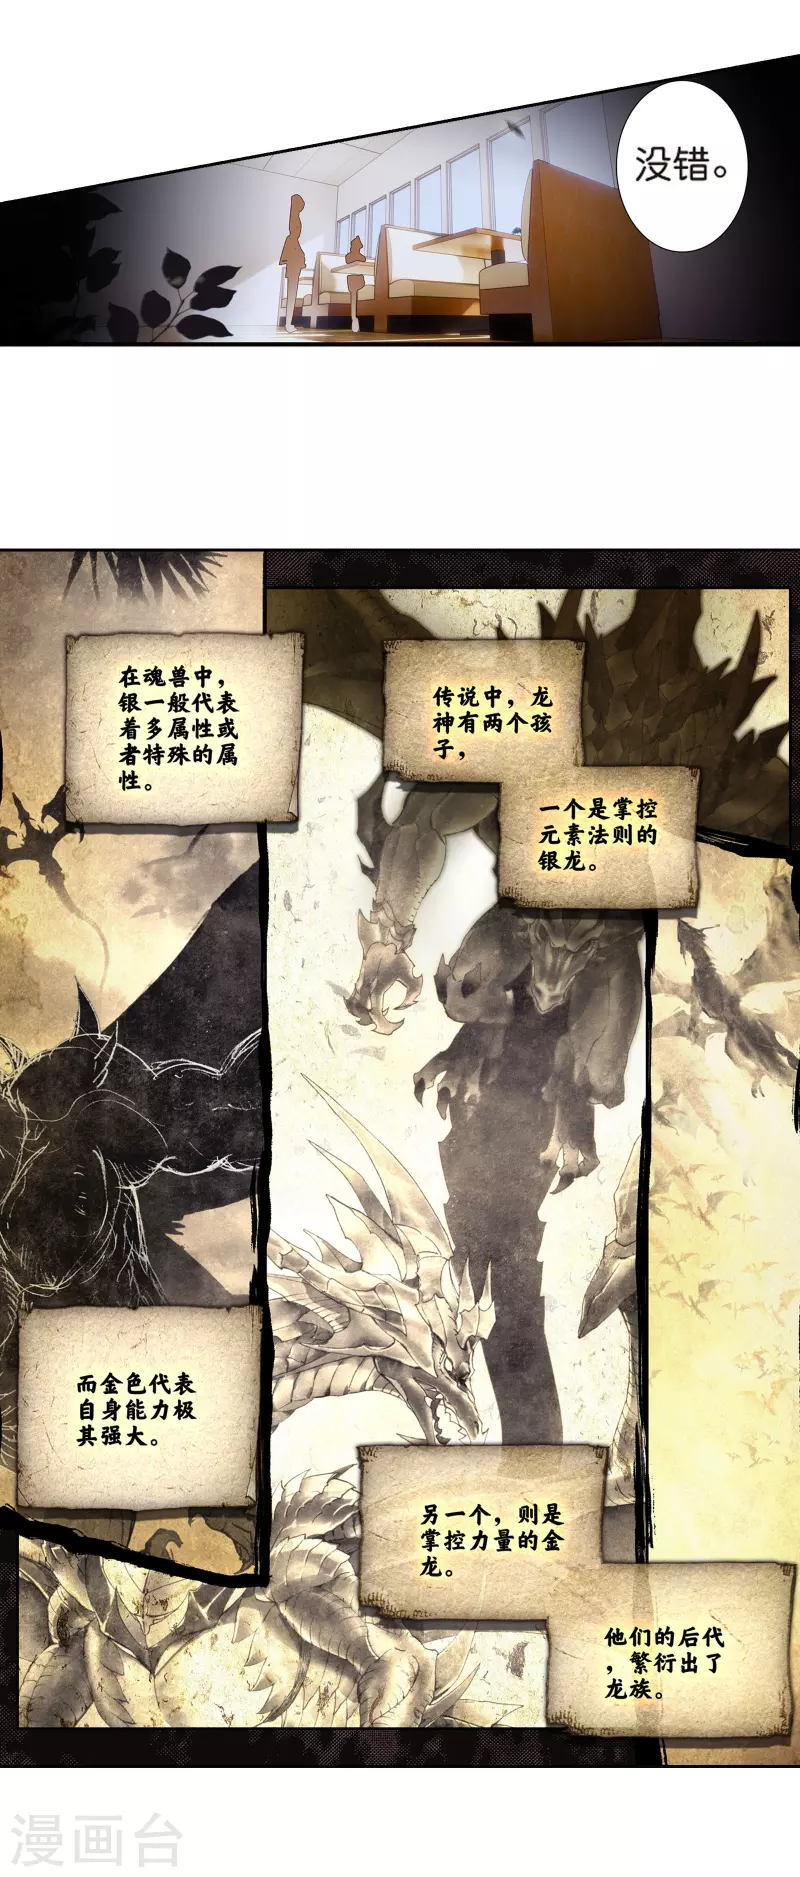 没错。
在魂兽中，
银一般代表
着多属性或
者特殊的属
性。
而金色代表
自身能力极
其强大。
传说中，龙
神有两个孩
子，
一个是掌控
元素法则的
银龙。
另一个，则是
掌控力量的金
龙。
他们的后代
，繁衍出了
龙族。
漫画台